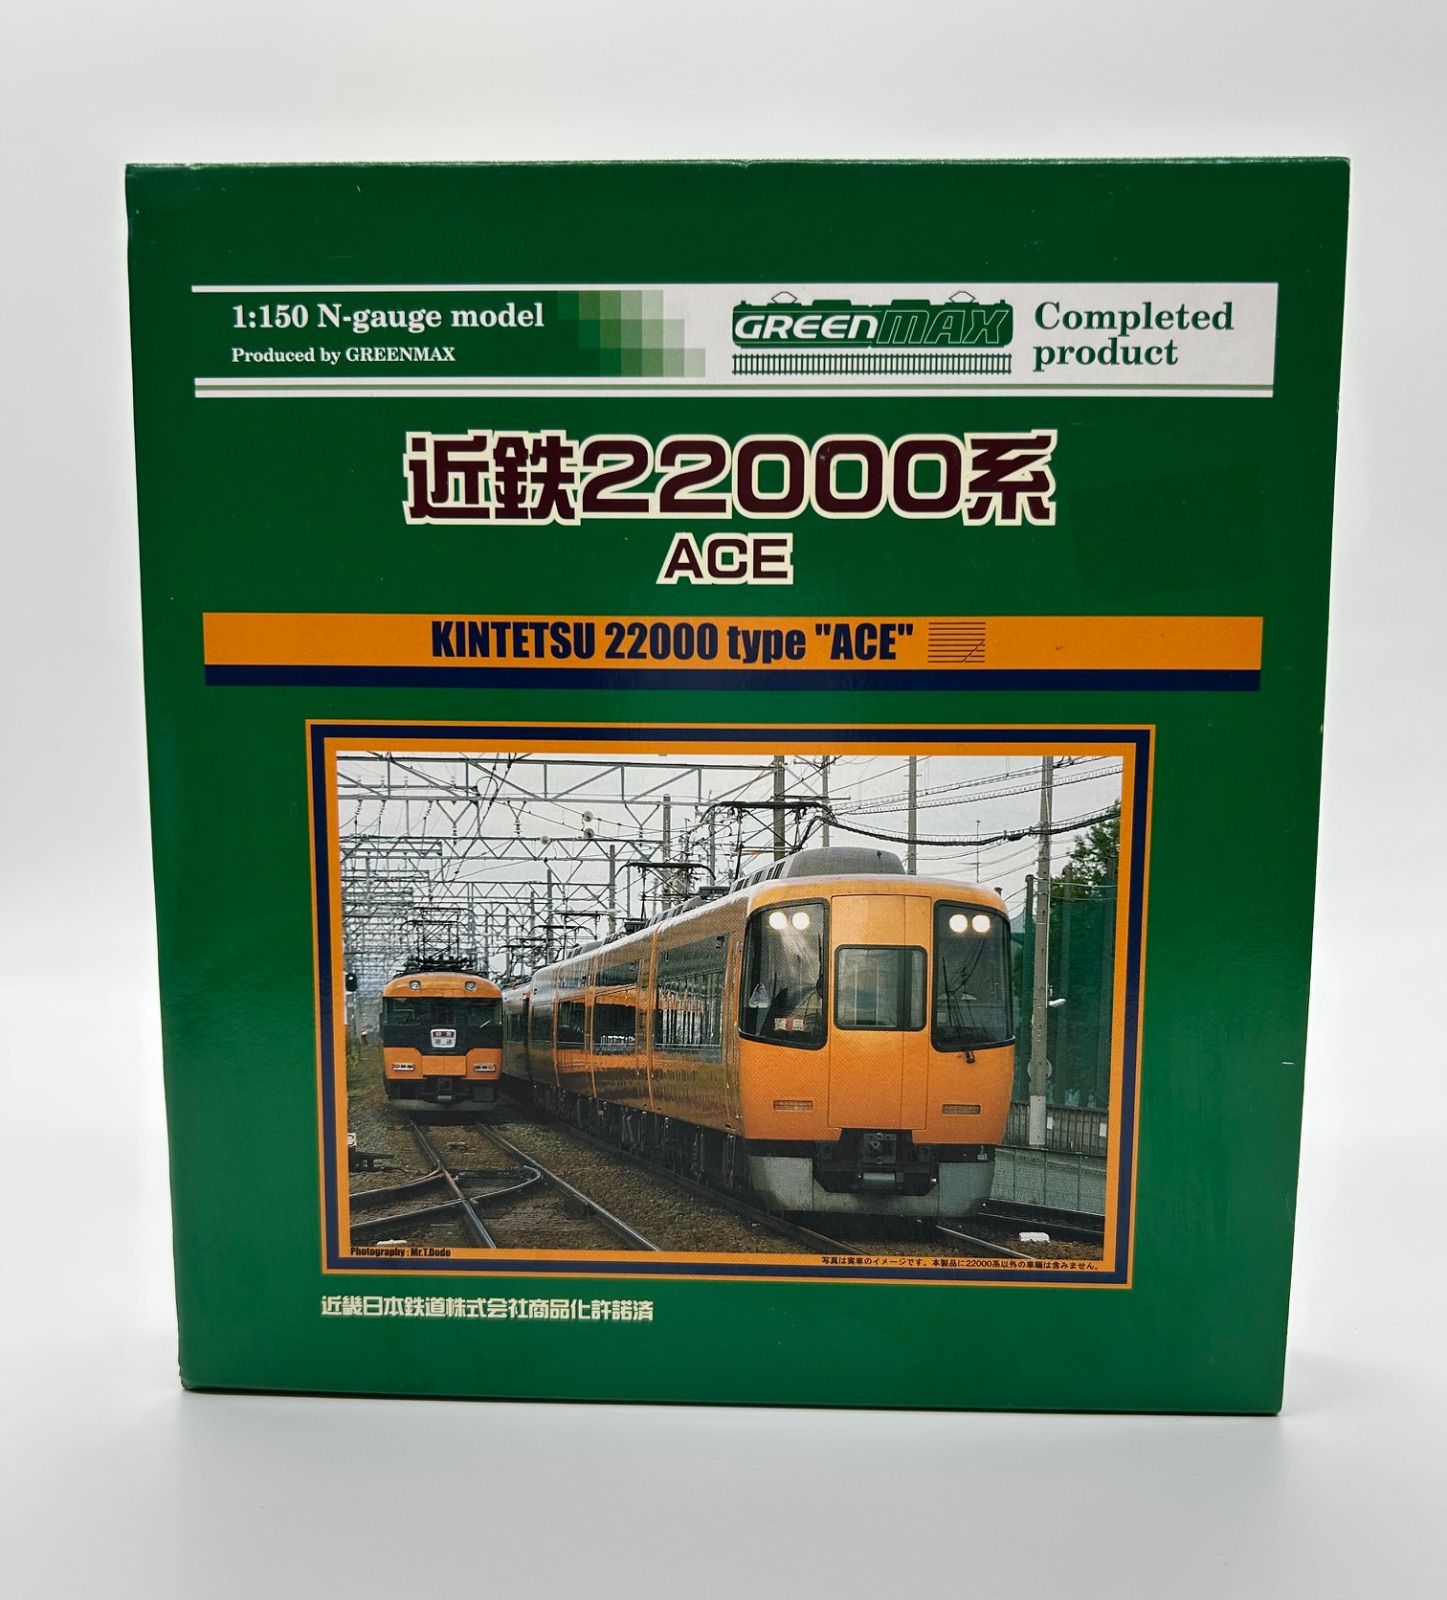 1:150 N-gauge model
Produced by GREENMAX
GREENMAX
Completed
product
近鉄22000系
ACE
KINTETSU 22000 type "ACE"
Photography : Mr.T.Dodo
写真は実車のイメージです。本製品に22000系以外の車輛は含みません。
近畿日本鉄道株式会社商品化許諾済